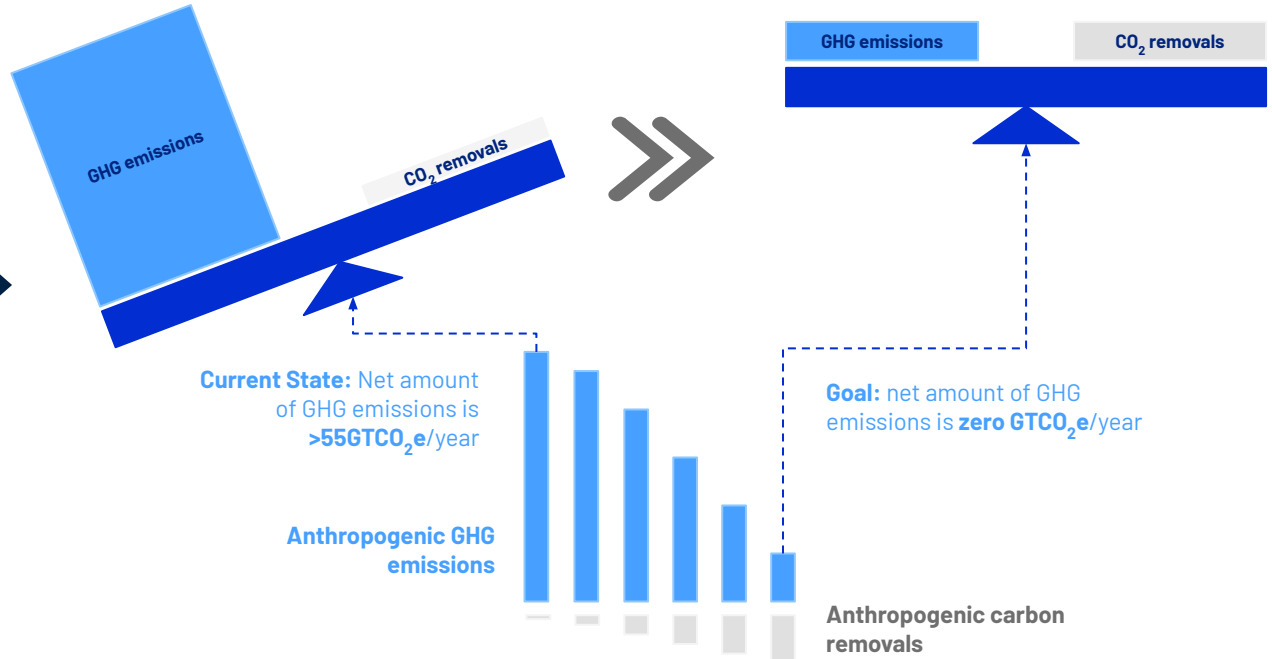 GHG emissions
CO₂ removals
GHG emissions
CO₂ removals
Current State: Net amount
of GHG emissions is
>55GTCO₂e/year
Goal: net amount of GHG
emissions is zero GTCO₂e/year
Anthropogenic GHG
emissions
Anthropogenic carbon
removals